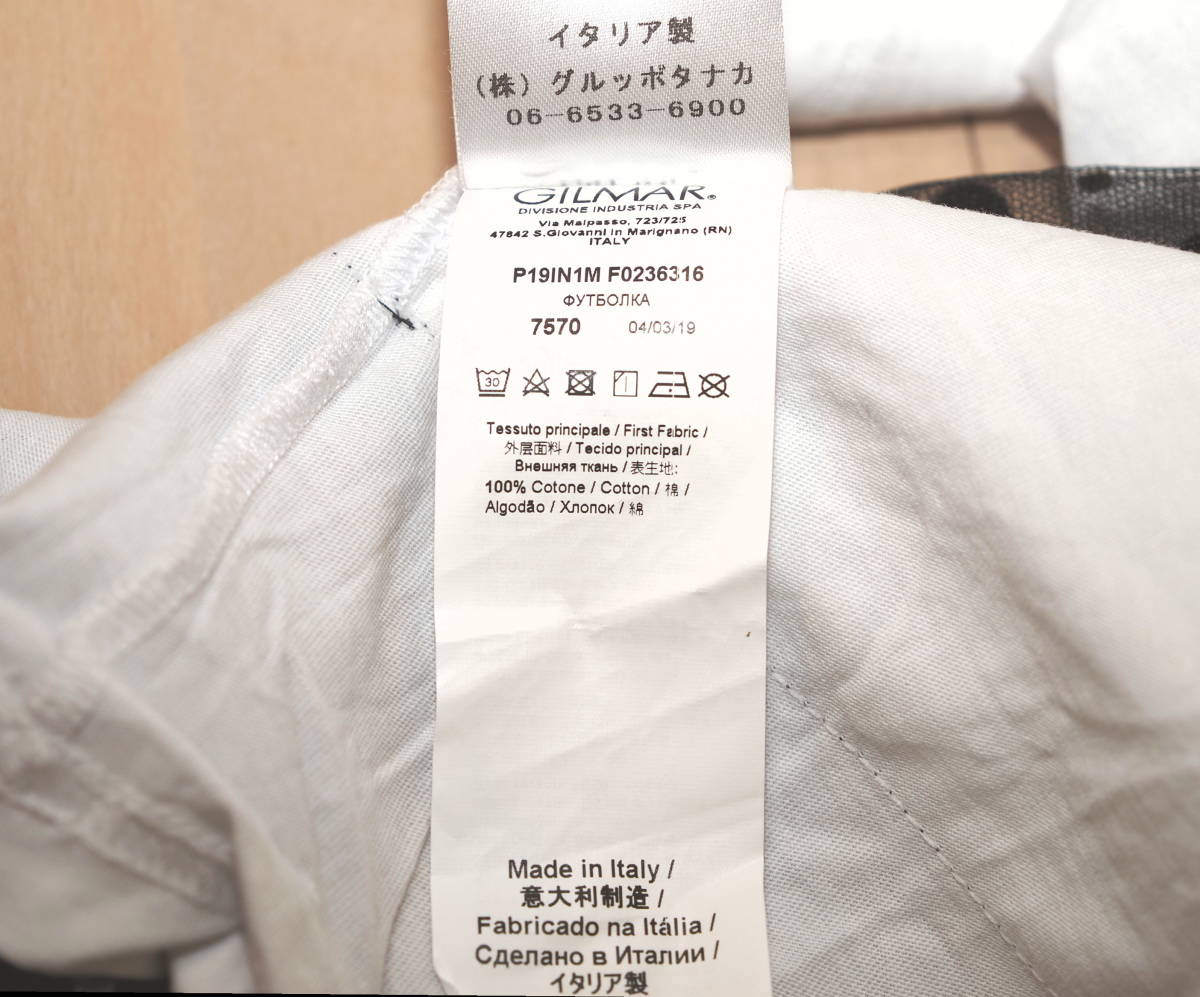 イタリア製
（株）グルッポタナカ
06-6533-6900
GILMAR®
DIVISIONE INDUSTRIA SPA
Via Malpasso, 723/725
47842 S.Giovanni in Marignano (RN)
ITALY
P19IN1M F0236316
ФУТБОЛКА
7570 04/03/19
30
Tessuto principale / First Fabric /
外层面料 / Tecido principal /
Внешняя ткань / 表生地:
100% Cotone / Cotton / 棉 /
Algodão / Хлопок / 綿
Made in Italy /
意大利制造 /
Fabricado na Itália /
Сделано в Италии /
イタリア製